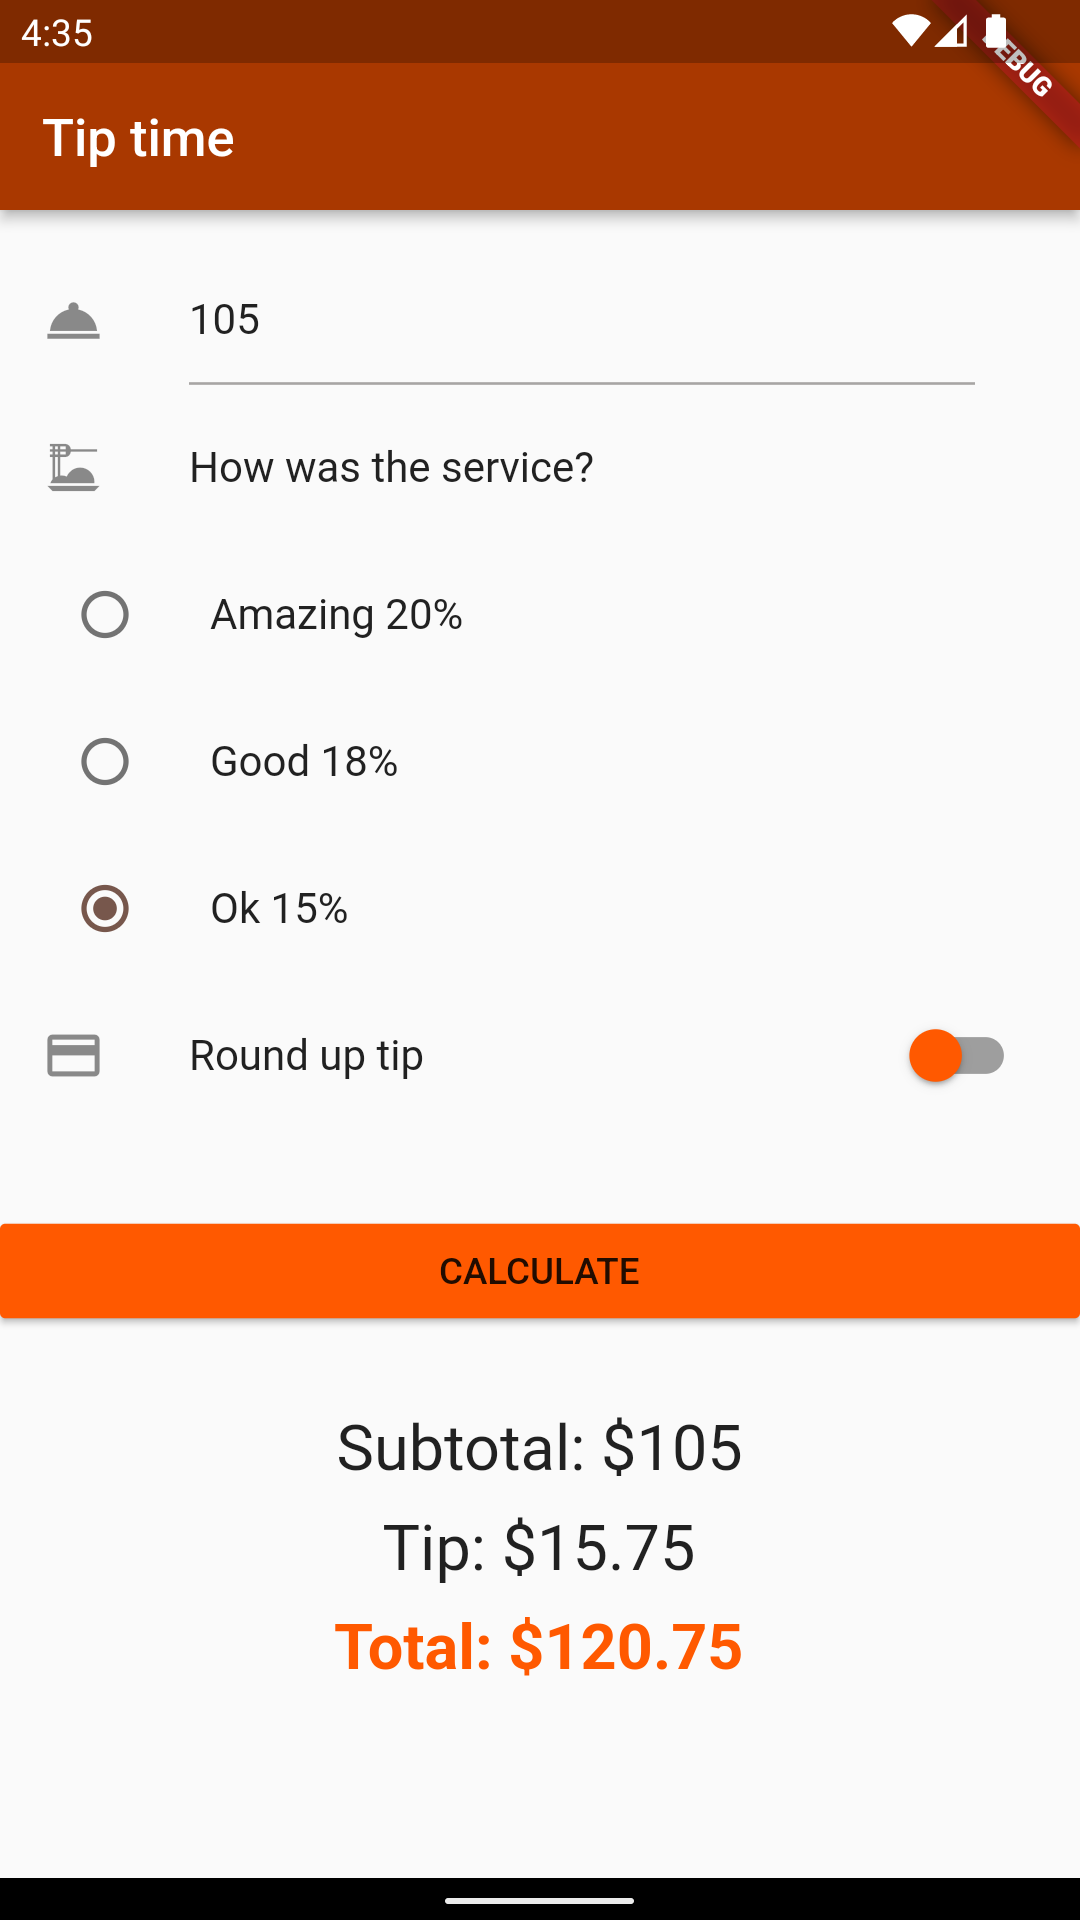 4:35
DEBUG
Tip time
105
How was the service?
Amazing 20%
Good 18%
Ok 15%
Round up tip
CALCULATE
Subtotal: $105
Tip: $15.75
Total: $120.75